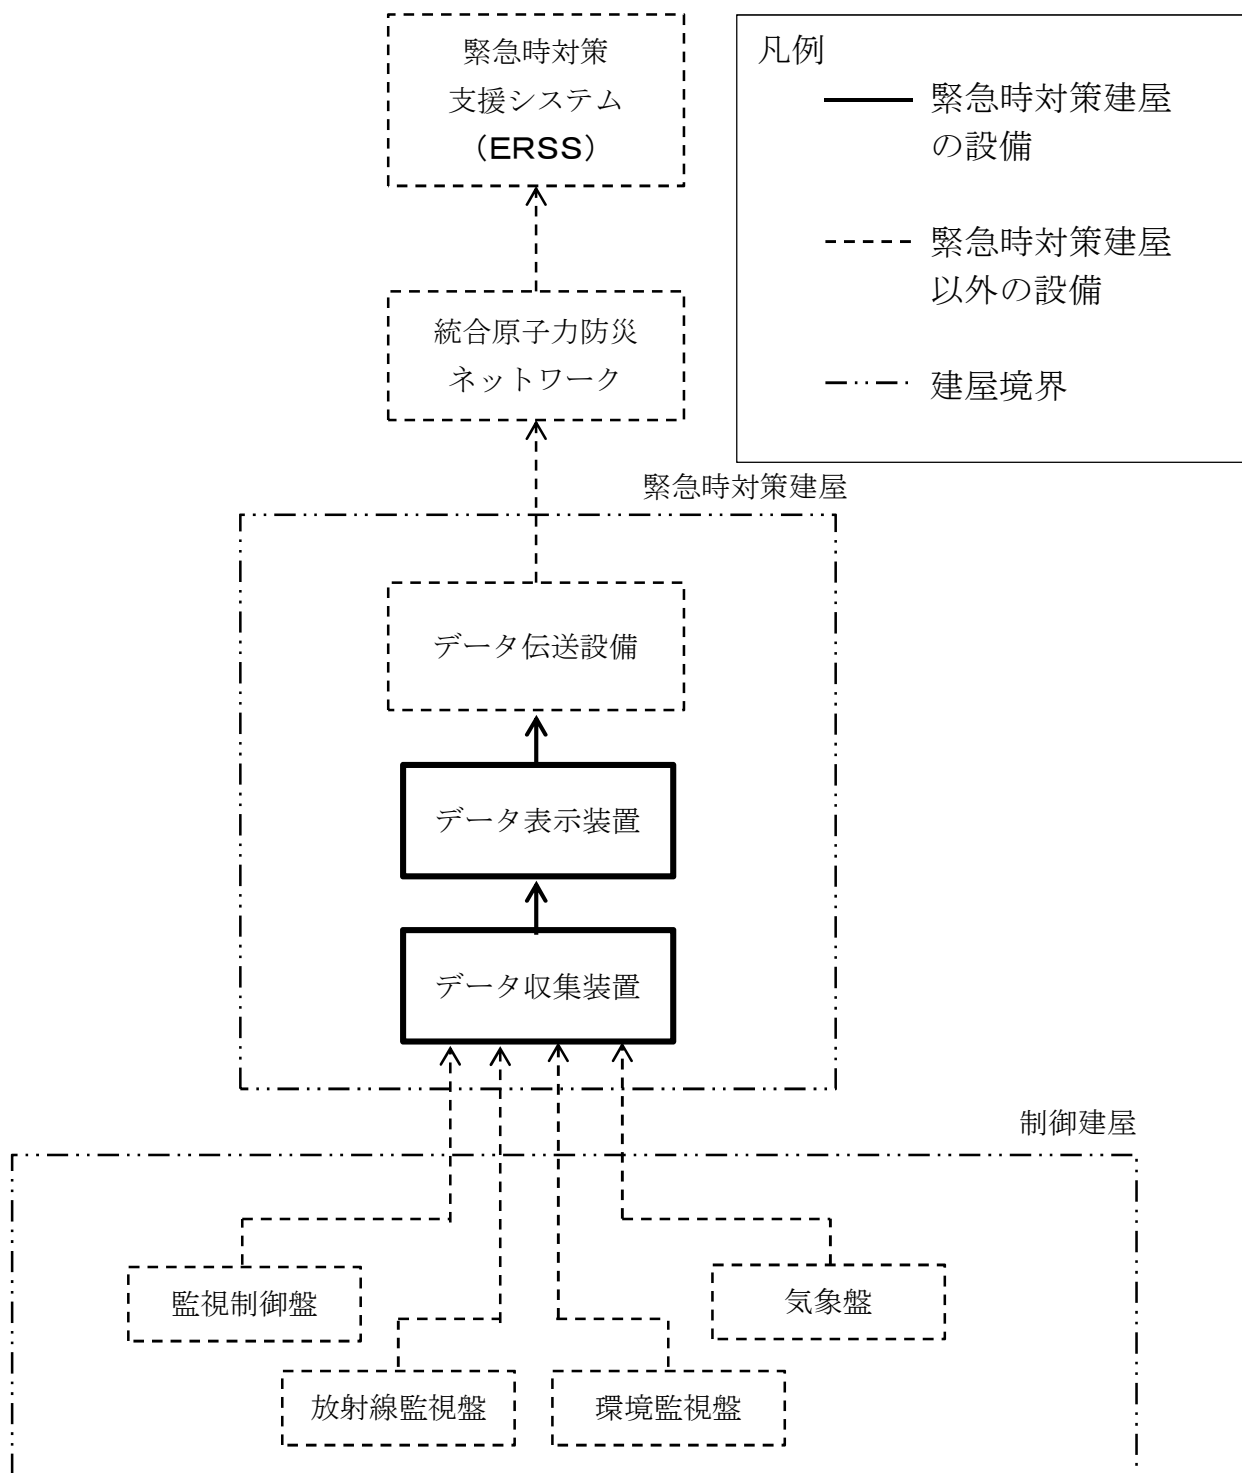 緊急時対策
支援システム
（ERSS）
凡例
緊急時対策建屋
の設備
緊急時対策建屋
以外の設備
建屋境界
統合原子力防災
ネットワーク
緊急時対策建屋
データ伝送設備
データ表示装置
データ収集装置
制御建屋
監視制御盤
気象盤
放射線監視盤
環境監視盤